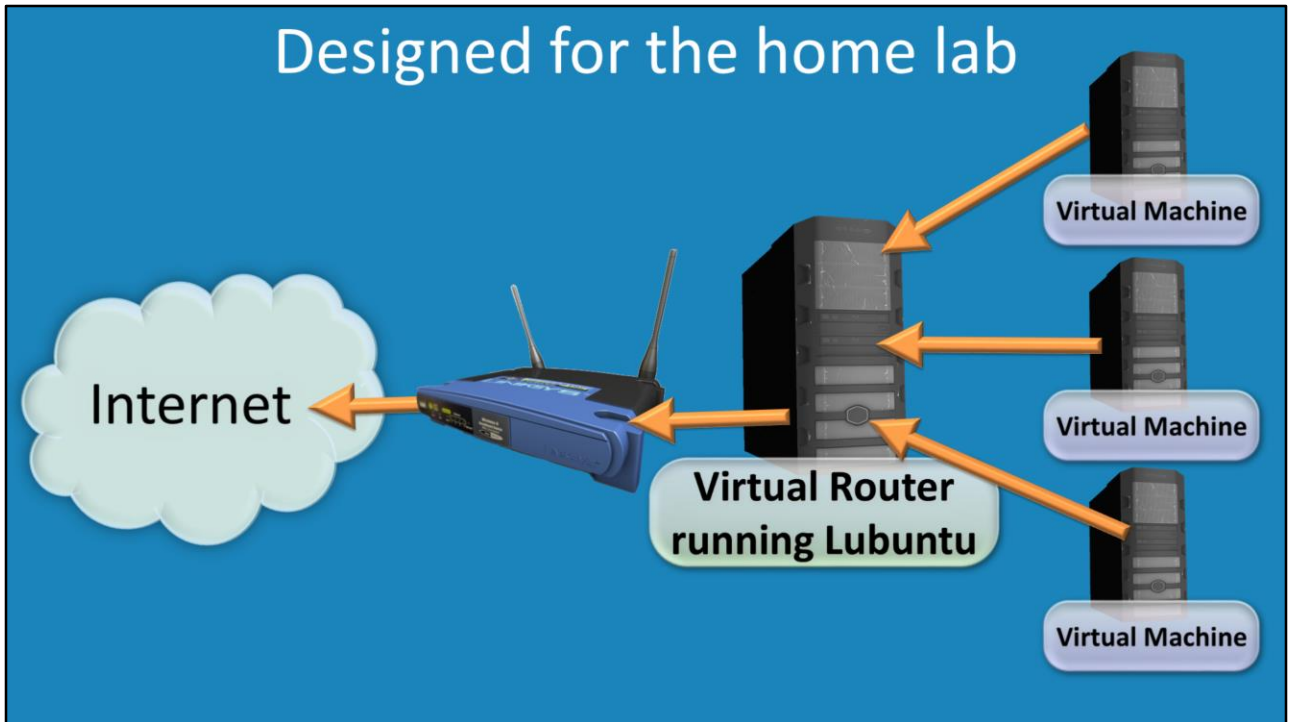 Designed for the home lab
Virtual Machine
Internet
Virtual Machine
Virtual Router
running Lubuntu
Virtual Machine